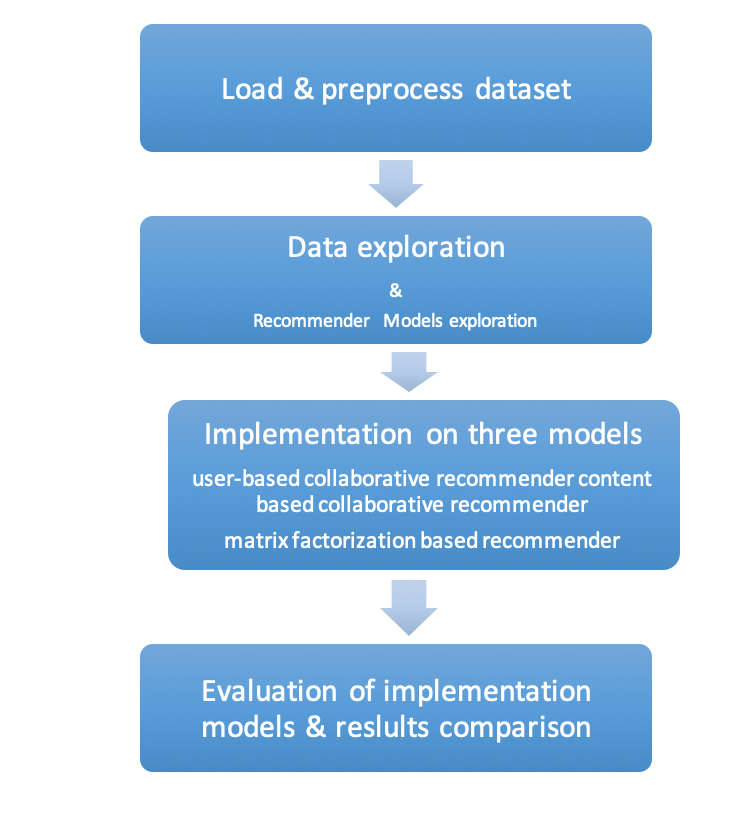 Load & preprocess dataset
Data exploration
&
Recommender Models exploration
Implementation on three models
user-based collaborative recommender content
based collaborative recommender
matrix factorization based recommender
Evaluation of implementation
models & reslults comparison